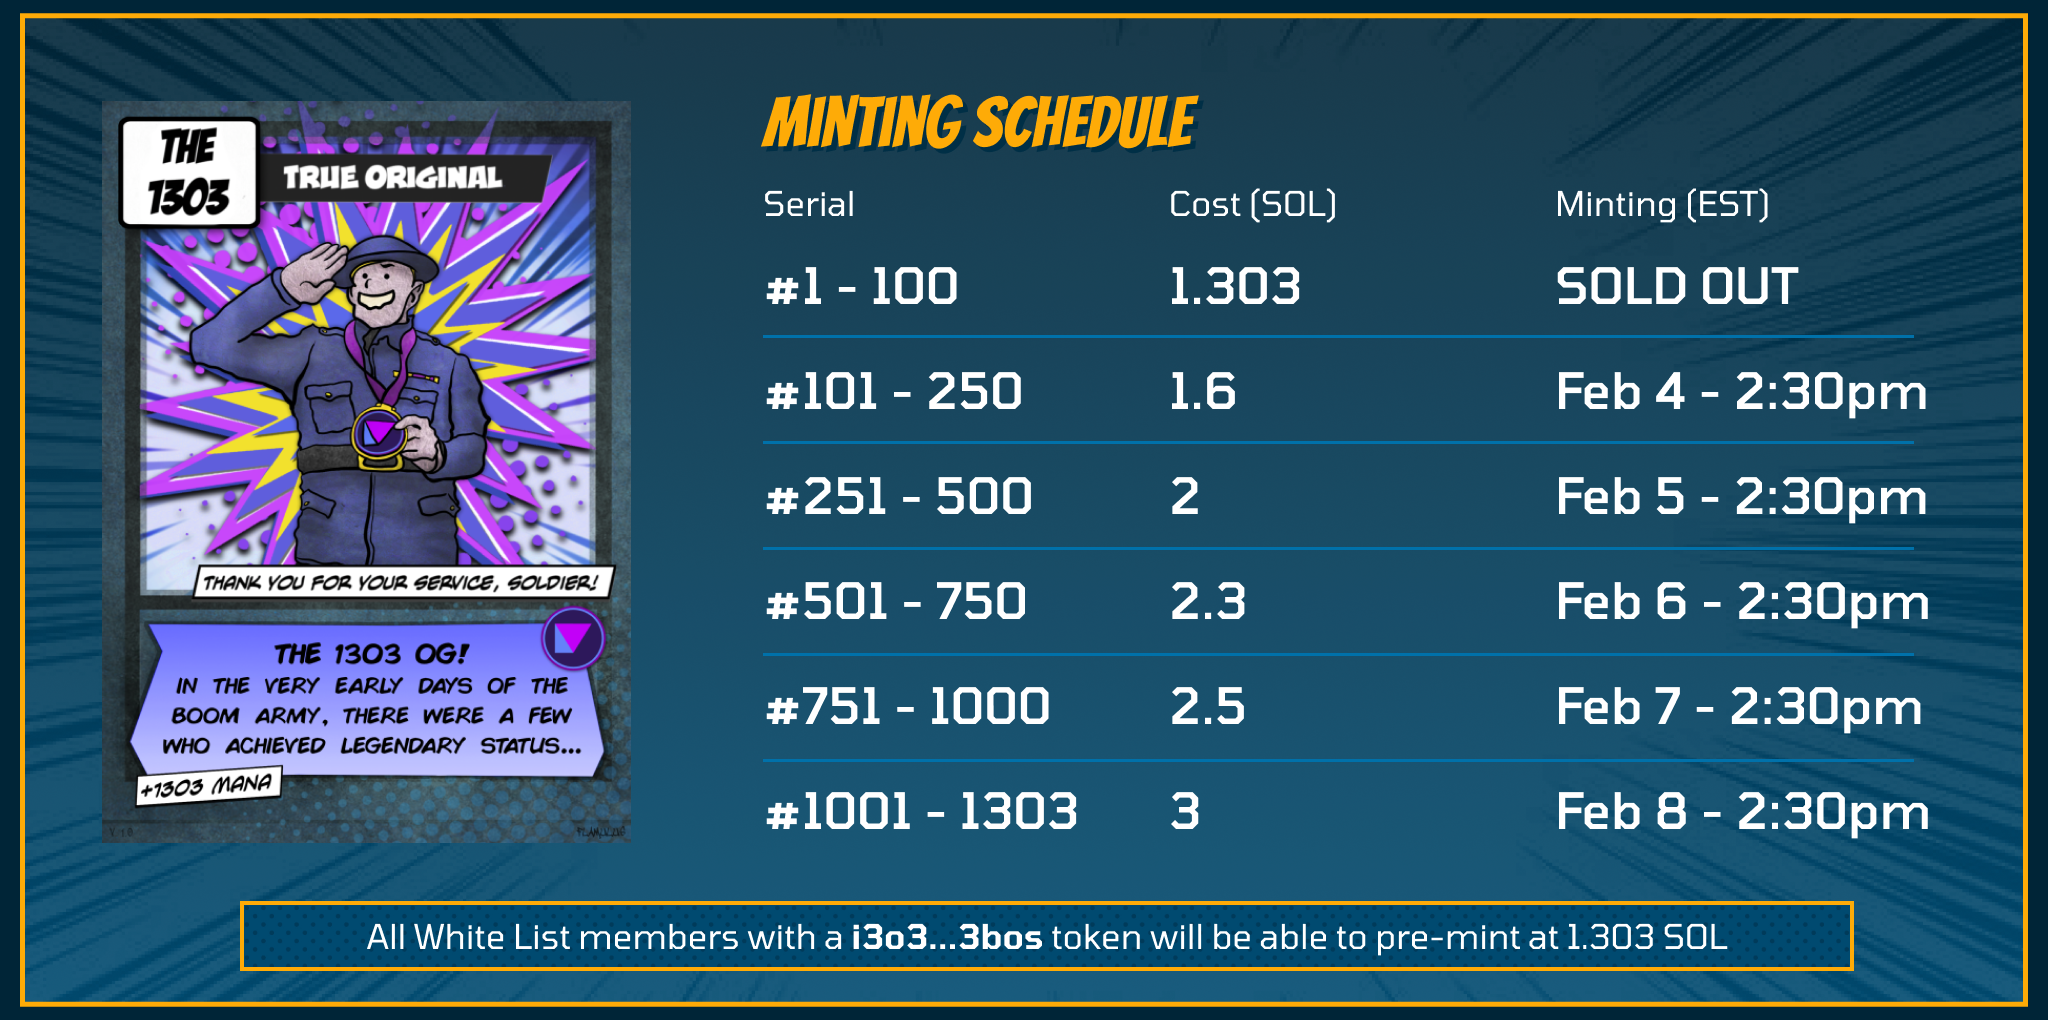 THE
1303
TRUE ORIGINAL
THANK YOU FOR YOUR SERVICE, SOLDIER!
THE 1303 OG!
IN THE VERY EARLY DAYS OF THE
BOOM ARMY, THERE WERE A FEW
WHO ACHIEVED LEGENDARY STATUS...
+1303 MANA
MINTING SCHEDULE
Serial Cost (SOL) Minting (EST)
#1 - 100 1.303 SOLD OUT
#101 - 250 1.6 Feb 4 - 2:30pm
#251 - 500 2 Feb 5 - 2:30pm
#501 - 750 2.3 Feb 6 - 2:30pm
#751 - 1000 2.5 Feb 7 - 2:30pm
#1001 - 1303 3 Feb 8 - 2:30pm
All White List members with a i3o3...3bos token will be able to pre-mint at 1.303 SOL